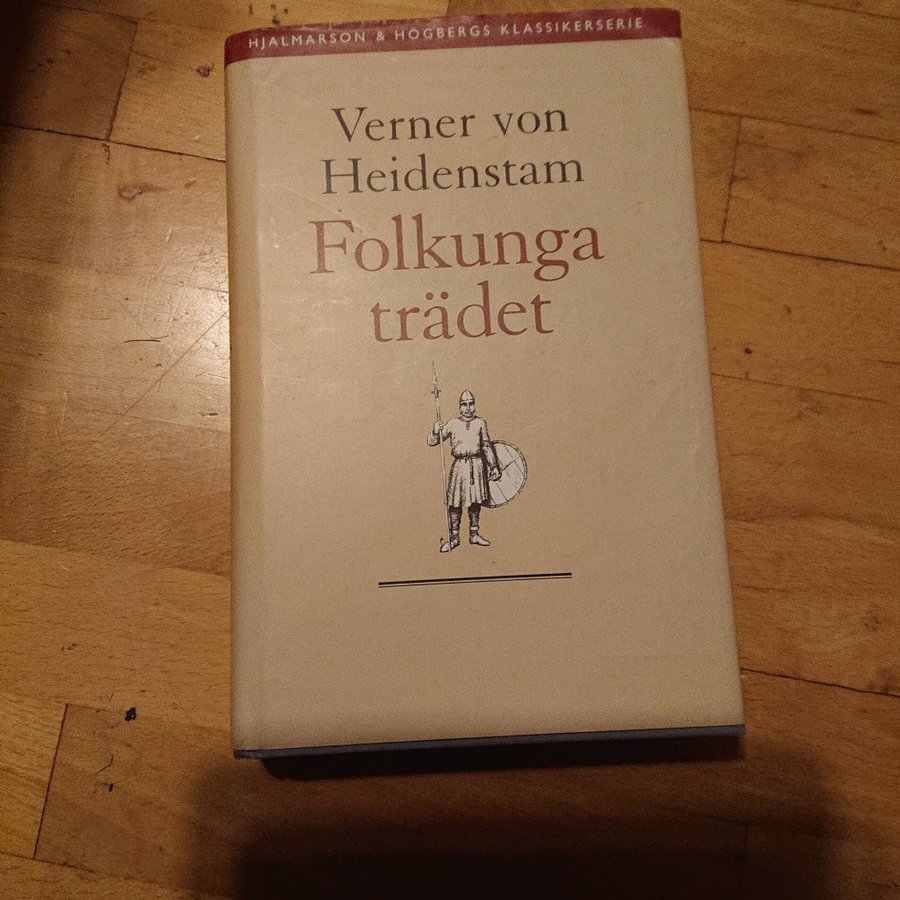 HJALMARSON & HÖGBERGS KLASSIKERSERIE
Verner von
Heidenstam
Folkunga
trädet